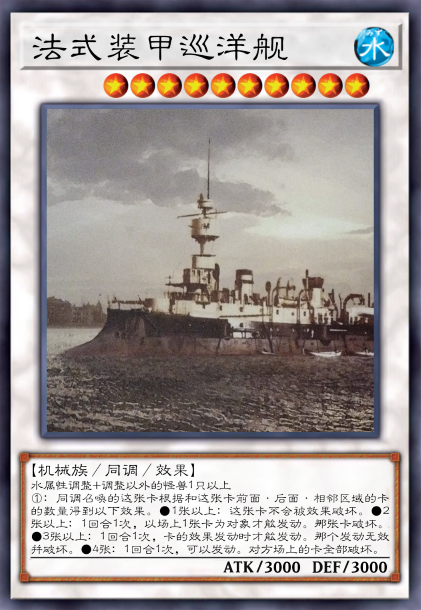 法式装甲巡洋舰
みず
水
【机械族/同调/效果】
水属性调整+调整以外的怪兽1只以上
①:同调召唤的这张卡根据和这张卡前面·后面·相邻区域的卡
的数量得到以下效果。●1张以上:这张卡不会被效果破坏。●2
张以上:1回合1次,以场上1张卡为对象才能发动。那张卡破坏。
●3张以上:1回合1次,卡的效果发动时才能发动。那个发动无效
并破坏。●4张:1回合1次,可以发动。对方场上的卡全部破坏。
ATK/3000 DEF/3000